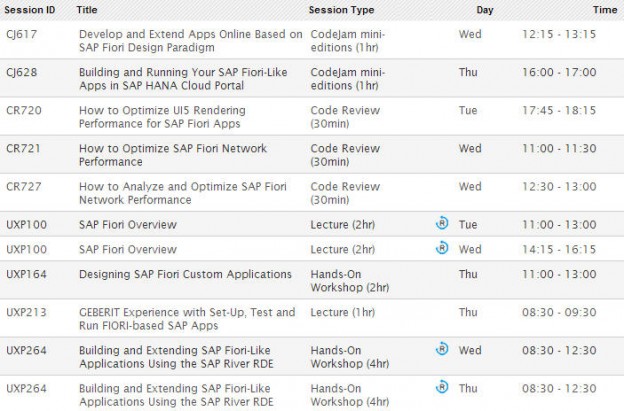 Session ID Title Session Type Day Time
CJ617 Develop and Extend Apps Online Based on CodeJam mini- Wed 12:15 - 13:15
SAP Fiori Design Paradigm editions (1hr)
CJ628 Building and Running Your SAP Fiori-Like CodeJam mini- Thu 16:00 - 17:00
Apps in SAP HANA Cloud Portal editions (1hr)
CR720 How to Optimize UI5 Rendering Code Review Tue 17:45 - 18:15
Performance for SAP Fiori Apps (30min)
CR721 How to Optimize SAP Fiori Network Code Review Wed 11:00 - 11:30
Performance (30min)
CR727 How to Analyze and Optimize SAP Fiori Code Review Wed 12:30 - 13:00
Network Performance (30min)
UXP100 SAP Fiori Overview Lecture (2hr) R Tue 11:00 - 13:00
UXP100 SAP Fiori Overview Lecture (2hr) R Wed 14:15 - 16:15
UXP164 Designing SAP Fiori Custom Applications Hands-On Thu 11:00 - 13:00
Workshop (2hr)
UXP213 GEBERIT Experience with Set-Up, Test and Lecture (1hr) Thu 08:30 - 09:30
Run FIORI-based SAP Apps
UXP264 Building and Extending SAP Fiori-Like Hands-On R Wed 08:30 - 12:30
Applications Using the SAP River RDE Workshop (4hr)
UXP264 Building and Extending SAP Fiori-Like Hands-On R Thu 08:30 - 12:30
Applications Using the SAP River RDE Workshop (4hr)